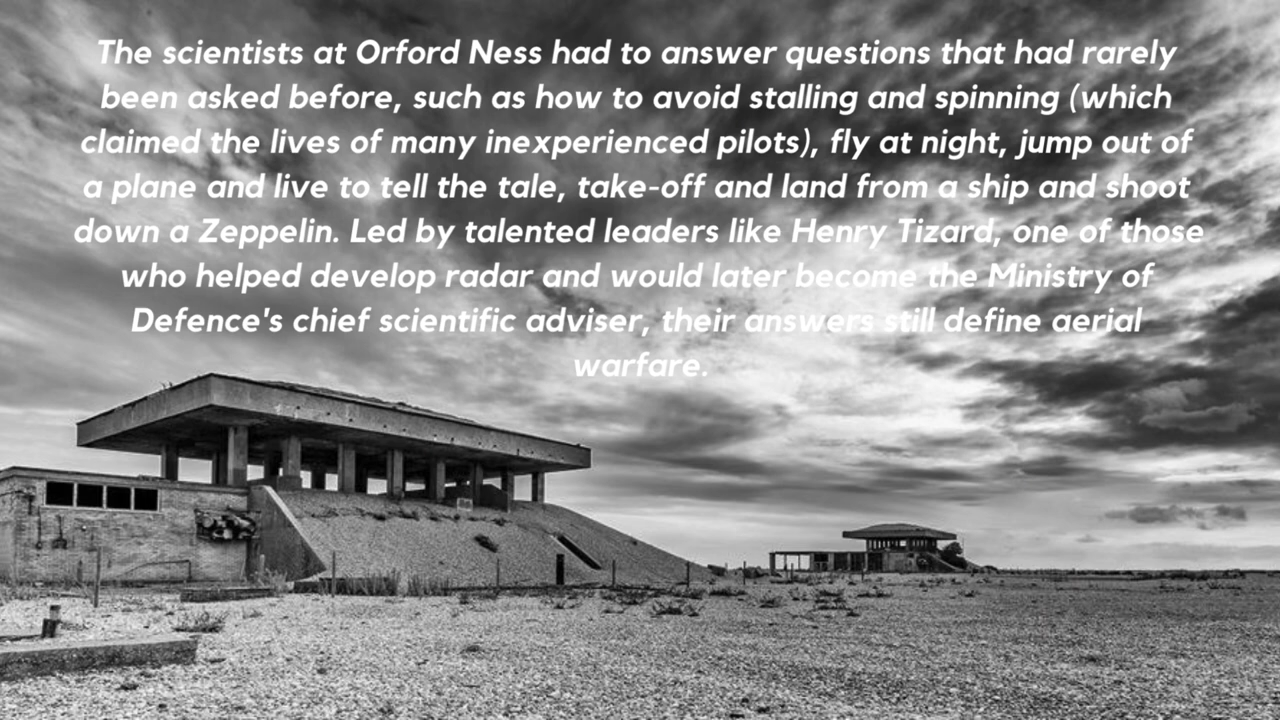 The scientists at Orford Ness had to answer questions that had rarely
been asked before, such as how to avoid stalling and spinning (which
claimed the lives of many inexperienced pilots), fly at night, jump out of
a plane and live to tell the tale, take-off and land from a ship and shoot
down a Zeppelin. Led by talented leaders like Henry Tizard, one of those
who helped develop radar and would later become the Ministry of
Defence's chief scientific adviser, their answers still define aerial
warfare.